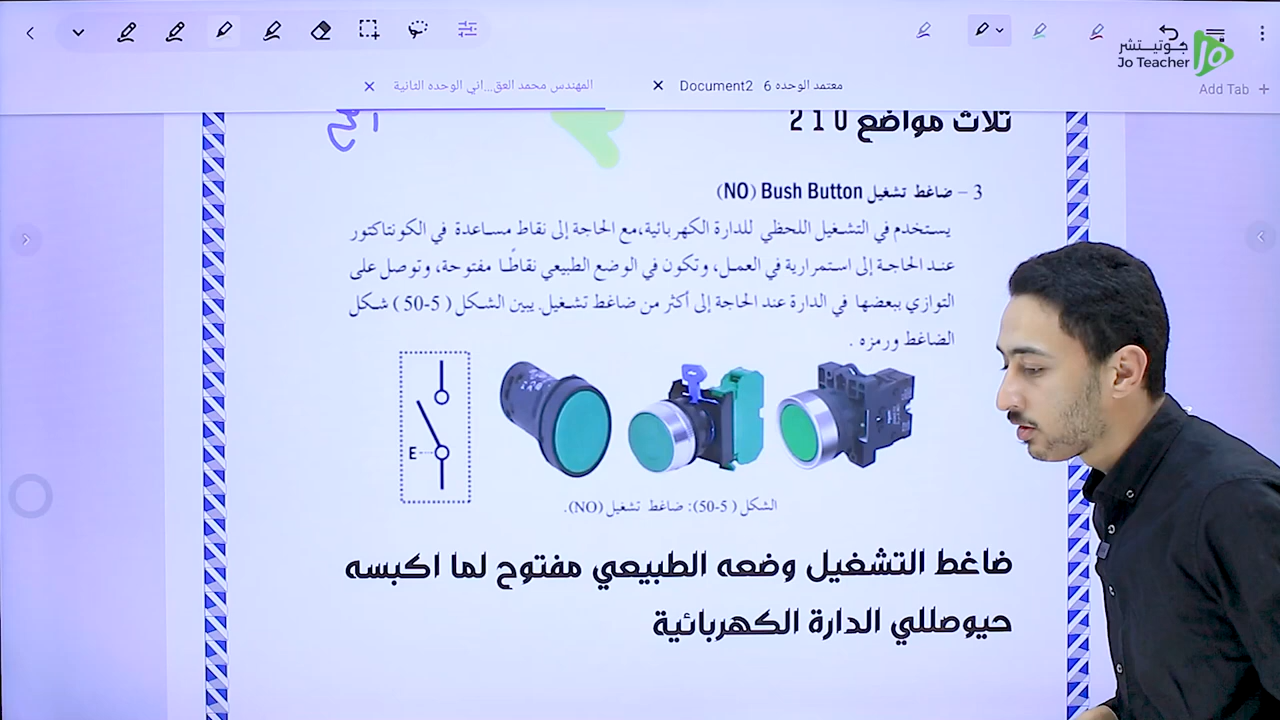 جوتيتشر
Jo Teacher
المهندس محمد العق...اني الوحده الثانية
Document2 معتمد الوحده 6
Add Tab
ثلاث مواضع 0 1 2
3 – ضاغط تشغيل Bush Button (NO)
يستخدم في التشغيل اللحظي للدارة الكهربائية،مع الحاجة إلى نقاط مساعدة في الكونتاكتور
عند الحاجة إلى استمرارية في العمل، وتكون في الوضع الطبيعي نقاطًا مفتوحة، وتوصل على
التوازي ببعضها في الدارة عند الحاجة إلى أكثر من ضاغط تشغيل. يبين الشكل ( 5-50 ) شكل
الضاغط ورمزه .
E
الشكل ( 5-50): ضاغط تشغيل (NO).
ضاغط التشغيل وضعه الطبيعي مفتوح لما اكبسه
حيوصللي الدارة الكهربائية